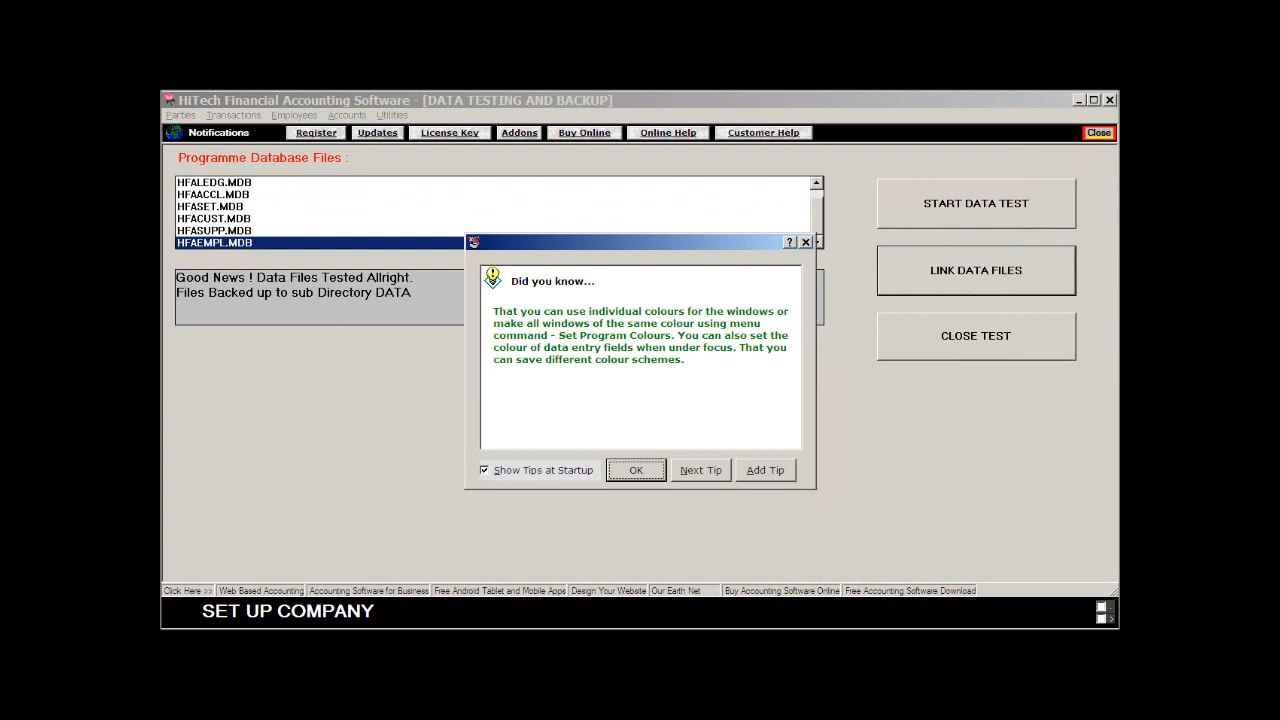 HiTech Financial Accounting Software - [DATA TESTING AND BACKUP]
Parties Transactions Employees Accounts Utilities
Notifications Register Updates License Key Addons Buy Online Online Help Customer Help Close
Programme Database Files :
HFALEDG.MDB
HFAACCL.MDB
HFASET.MDB
HFACUST.MDB
HFASUPP.MDB
HFAEMPL.MDB
Good News ! Data Files Tested Allright.
Files Backed up to sub Directory DATA
START DATA TEST
LINK DATA FILES
CLOSE TEST
Did you know...
That you can use individual colours for the windows or
make all windows of the same colour using menu
command - Set Program Colours. You can also set the
colour of data entry fields when under focus. That you
can save different colour schemes.
Show Tips at Startup OK Next Tip Add Tip
Click Here >> Web Based Accounting Accounting Software for Business Free Android Tablet and Mobile Apps Design Your Website Our Earth Net Buy Accounting Software Online Free Accounting Software Download
SET UP COMPANY